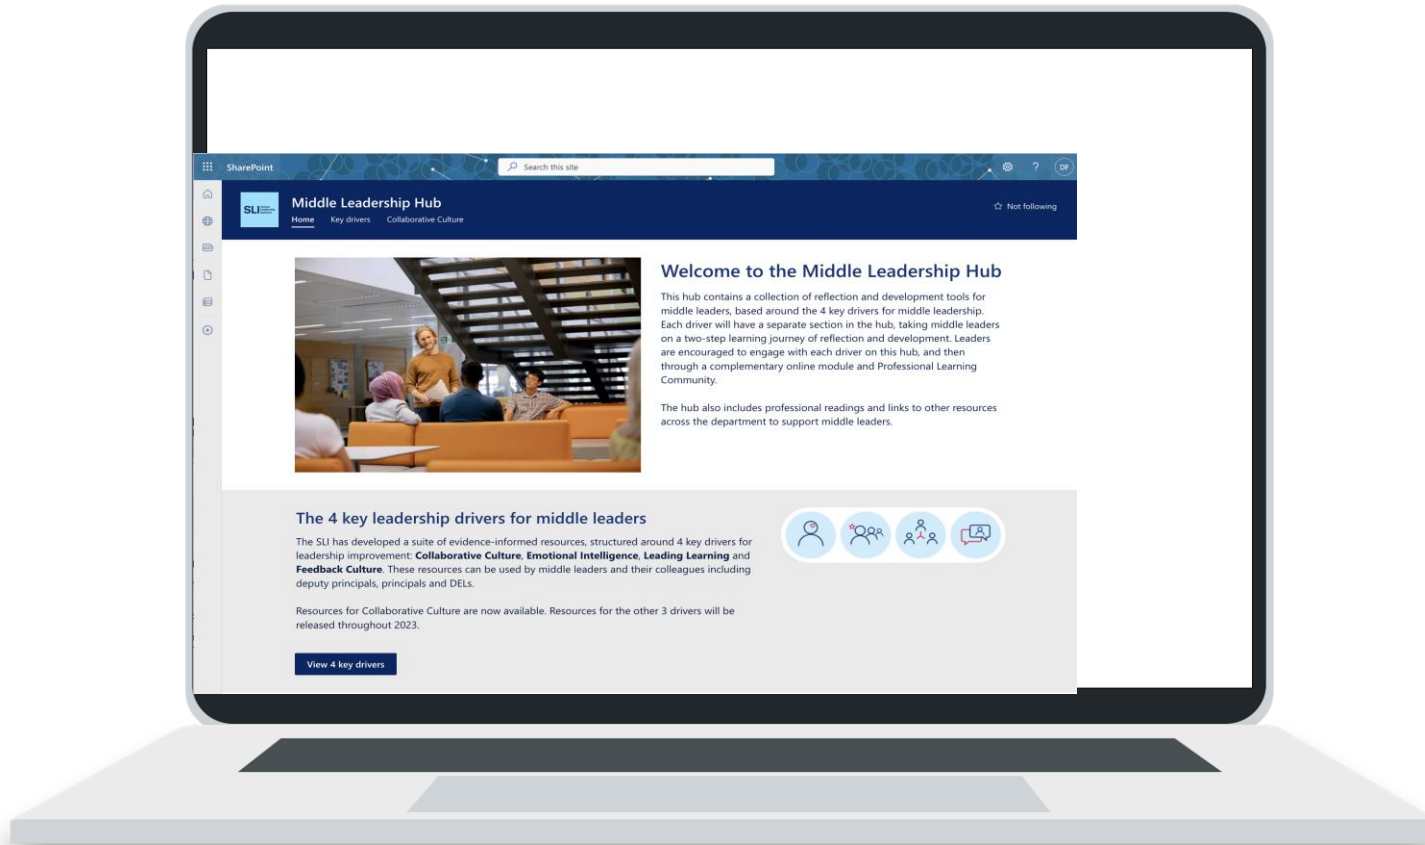 SharePoint
Search this site
?
DF
SLI
Middle Leadership Hub
Not following
Home Key drivers Collaborative Culture
Welcome to the Middle Leadership Hub
This hub contains a collection of reflection and development tools for
middle leaders, based around the 4 key drivers for middle leadership.
Each driver will have a separate section in the hub, taking middle leaders
on a two-step learning journey of reflection and development. Leaders
are encouraged to engage with each driver on this hub, and then
through a complementary online module and Professional Learning
Community.
The hub also includes professional readings and links to other resources
across the department to support middle leaders.
The 4 key leadership drivers for middle leaders
The SLI has developed a suite of evidence-informed resources, structured around 4 key drivers for
leadership improvement: Collaborative Culture, Emotional Intelligence, Leading Learning and
Feedback Culture. These resources can be used by middle leaders and their colleagues including
deputy principals, principals and DELs.
Resources for Collaborative Culture are now available. Resources for the other 3 drivers will be
released throughout 2023.
View 4 key drivers